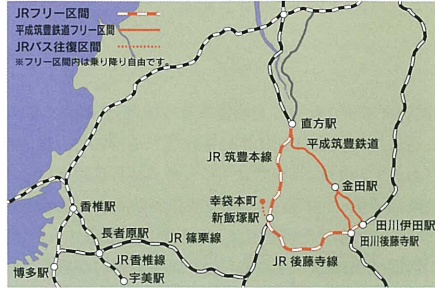 JRフリー区間
平成筑豊鉄道フリー区間
JRバス往復区間
※フリー区間内は乗り降り自由です。
直方駅
平成筑豊鉄道
JR 筑豊本線
金田駅
幸袋本町
新飯塚駅
田川伊田駅
田川後藤寺駅
香椎駅
長者原駅
JR 篠栗線
JR 後藤寺線
JR香椎線
博多駅
宇美駅